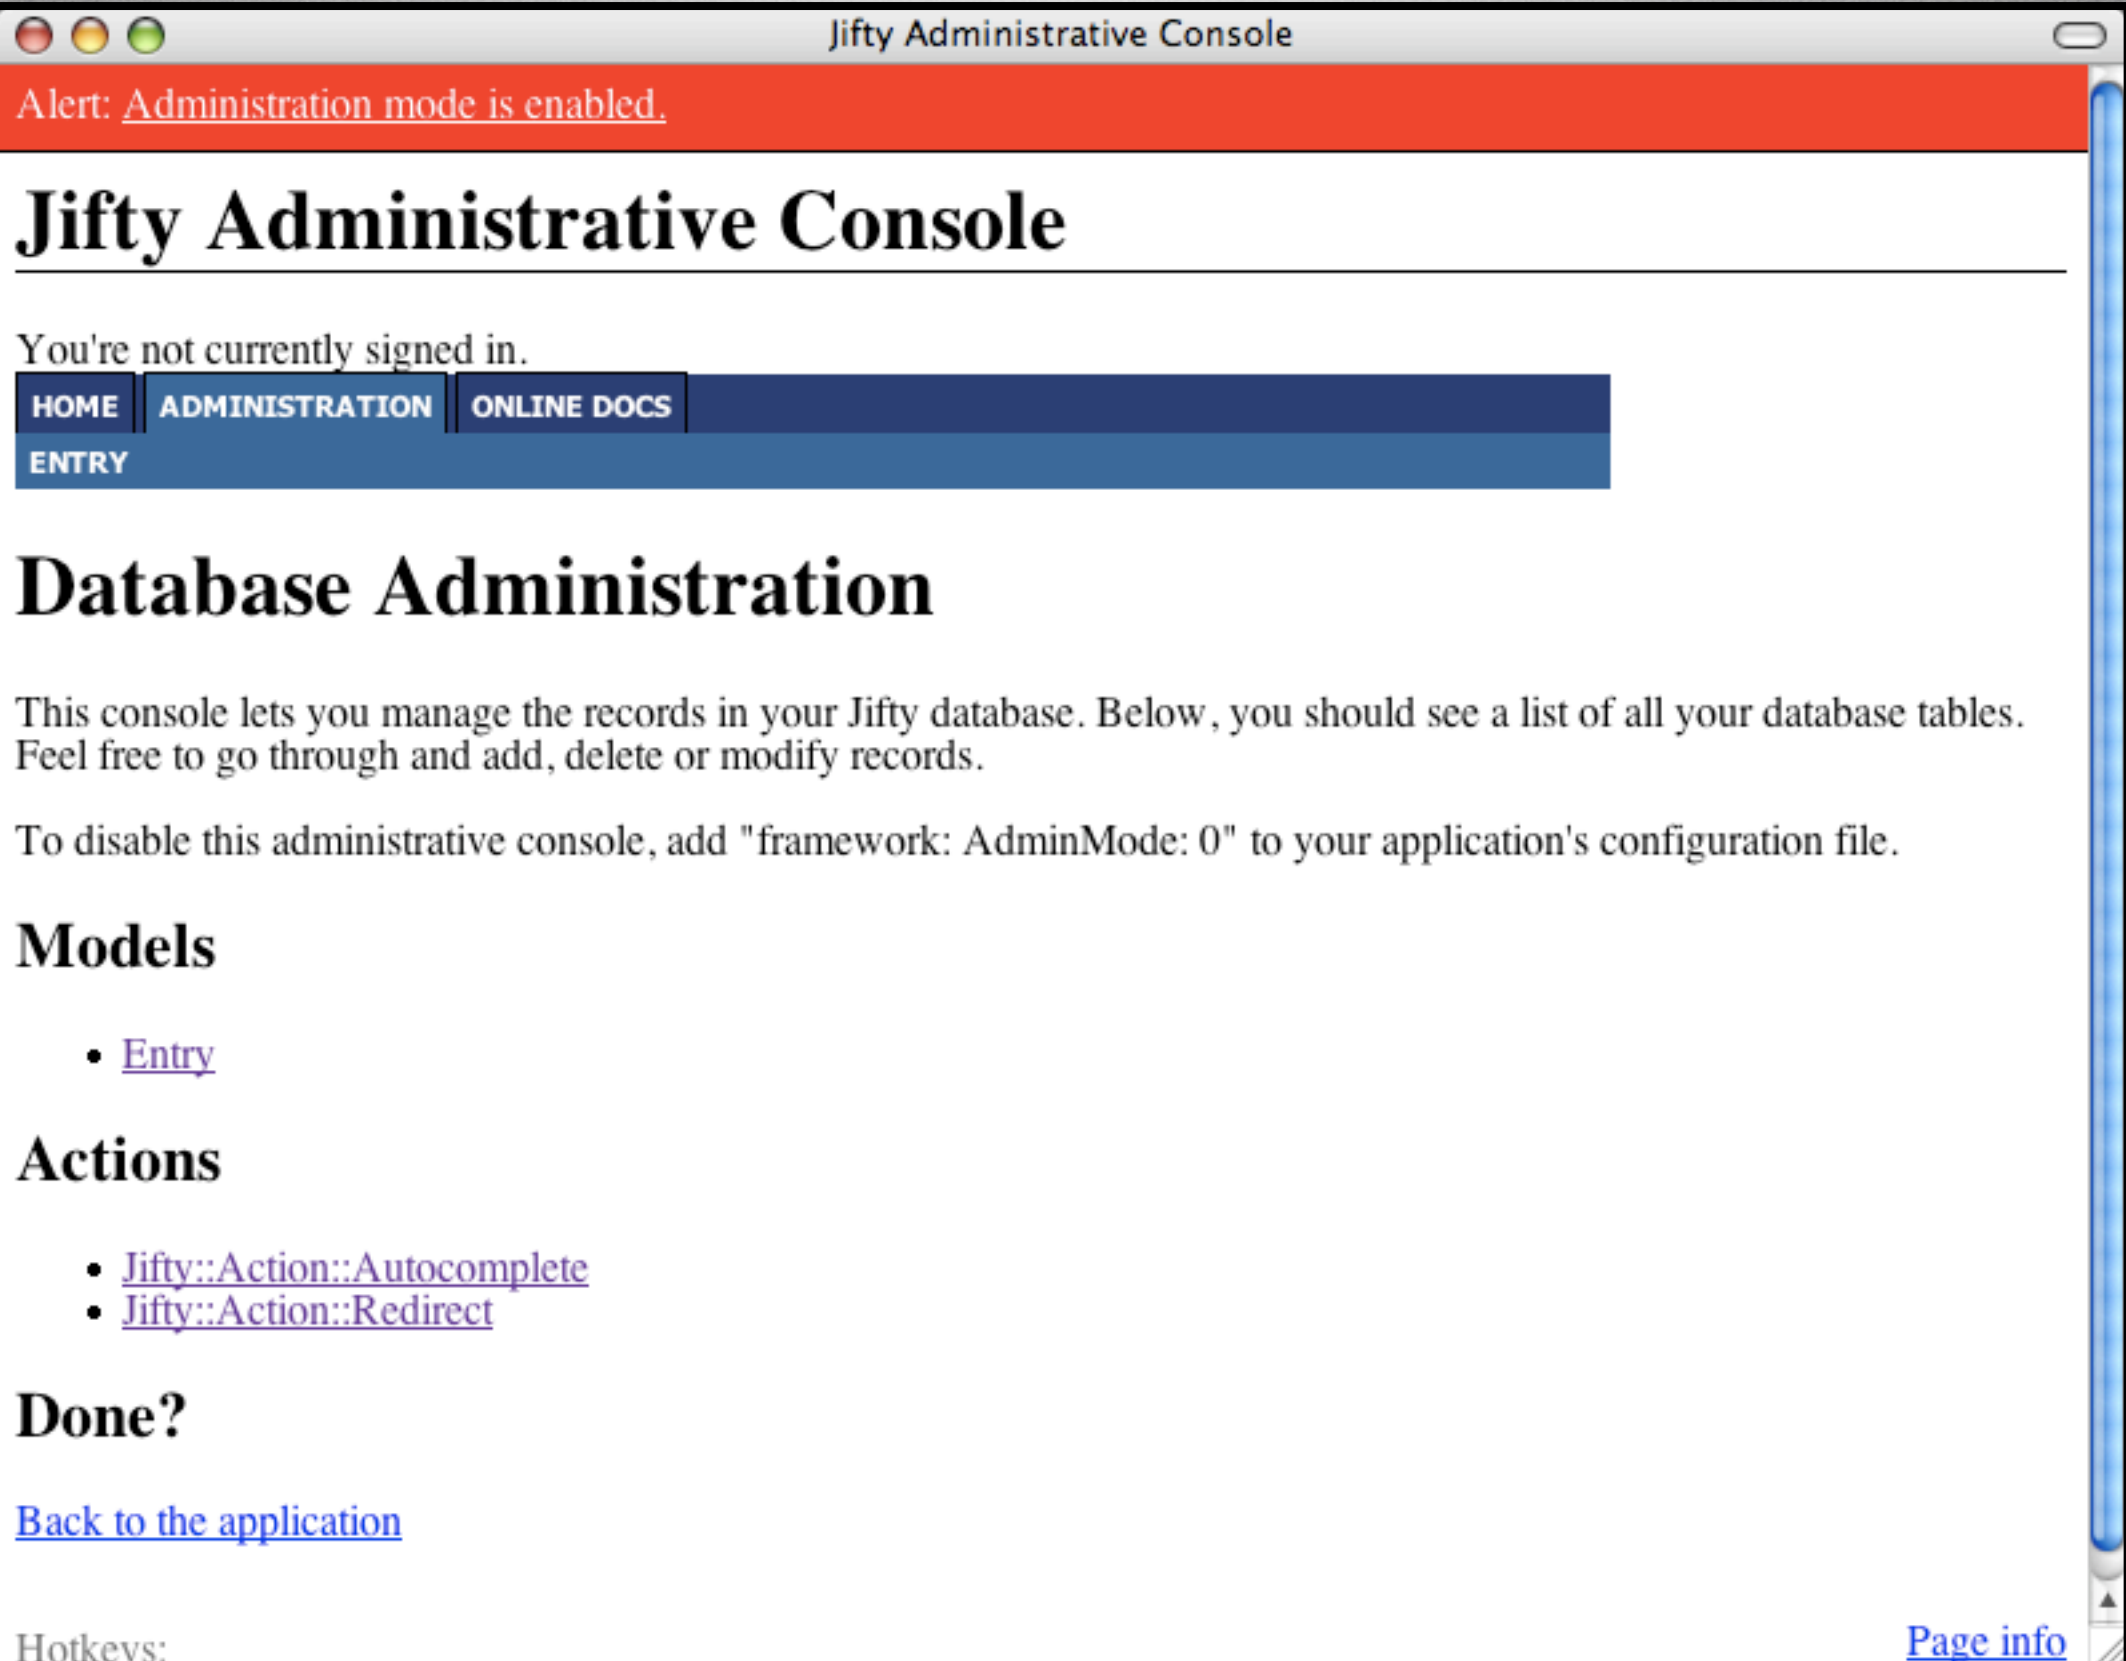 Jifty Administrative Console
Alert: Administration mode is enabled.
Jifty Administrative Console
You're not currently signed in.
HOME ADMINISTRATION ONLINE DOCS
ENTRY
Database Administration
This console lets you manage the records in your Jifty database. Below, you should see a list of all your database tables.
Feel free to go through and add, delete or modify records.
To disable this administrative console, add "framework: AdminMode: 0" to your application's configuration file.
Models
• Entry
Actions
• Jifty::Action::Autocomplete
• Jifty::Action::Redirect
Done?
Back to the application
Hotkeys:
Page info